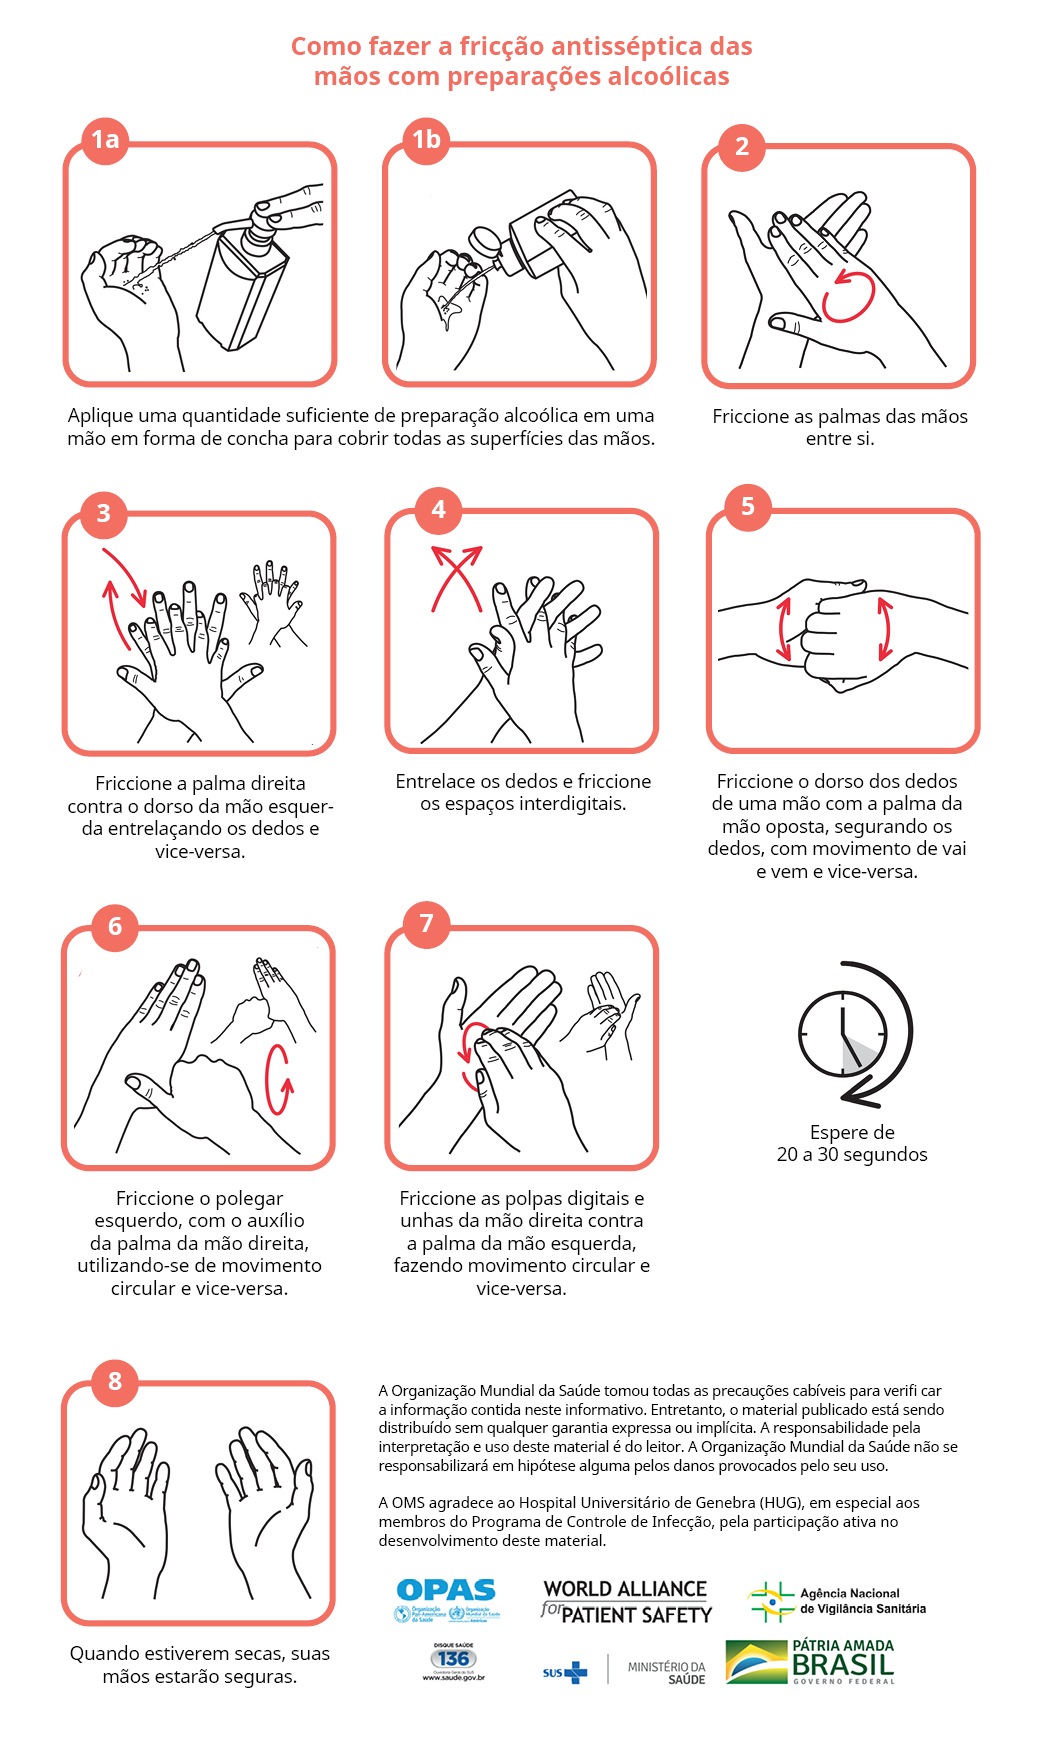 Como fazer a fricção antisséptica das
mãos com preparações alcoólicas
1a
1b
Aplique uma quantidade suficiente de preparação alcoólica em uma
mão em forma de concha para cobrir todas as superfícies das mãos.
2
Friccione as palmas das mãos
entre si.
3
Friccione a palma direita
contra o dorso da mão esquer-
da entrelaçando os dedos e
vice-versa.
4
Entrelace os dedos e friccione
os espaços interdigitais.
5
Friccione o dorso dos dedos
de uma mão com a palma da
mão oposta, segurando os
dedos, com movimento de vai
e vem e vice-versa.
6
Friccione o polegar
esquerdo, com o auxílio
da palma da mão direita,
utilizando-se de movimento
circular e vice-versa.
7
Friccione as polpas digitais e
unhas da mão direita contra
a palma da mão esquerda,
fazendo movimento circular e
vice-versa.
Espere de
20 a 30 segundos
8
Quando estiverem secas, suas
mãos estarão seguras.
A Organização Mundial da Saúde tomou todas as precauções cabíveis para verifi car
a informação contida neste informativo. Entretanto, o material publicado está sendo
distribuído sem qualquer garantia expressa ou implícita. A responsabilidade pela
interpretação e uso deste material é do leitor. A Organização Mundial da Saúde não se
responsabilizará em hipótese alguma pelos danos provocados pelo seu uso.
A OMS agradece ao Hospital Universitário de Genebra (HUG), em especial aos
membros do Programa de Controle de Infecção, pela participação ativa no
desenvolvimento deste material.
OPAS
Organização
Pan-Americana
da Saúde
Organização
Mundial da Saúde
Américas
WORLD ALLIANCE
for PATIENT SAFETY
Agência Nacional
de Vigilância Sanitária
DISQUE SAÚDE
136
Ouvidoria Geral do SUS
www.saude.gov.br
SUS
MINISTÉRIO DA
SAÚDE
PÁTRIA AMADA
BRASIL
GOVERNO FEDERAL